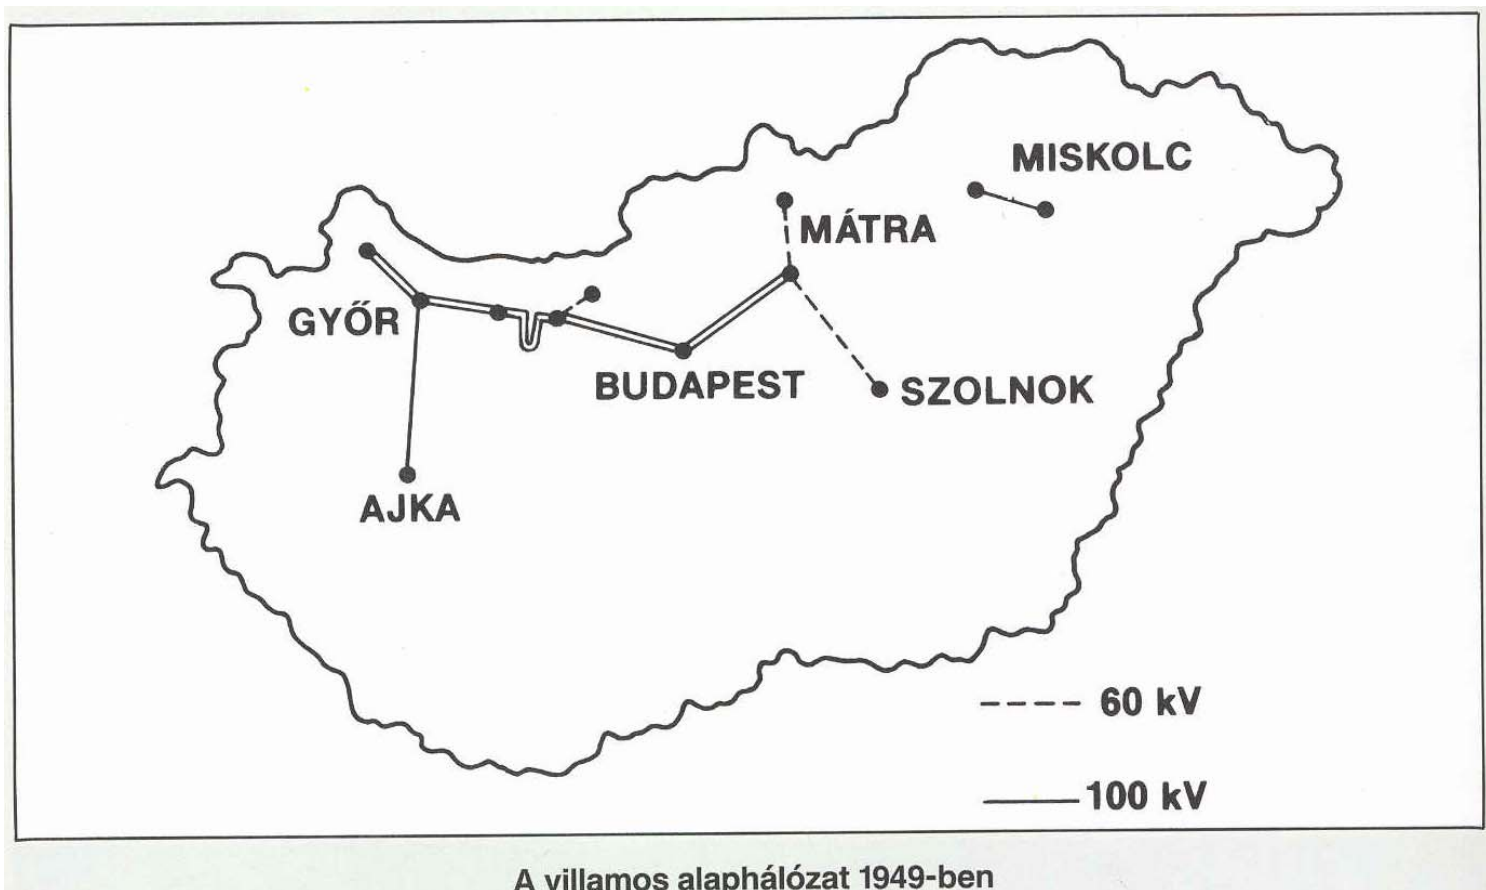 MISKOLC
MÁTRA
GYŐR
BUDAPEST
SZOLNOK
AJKA
60 kV
100 kV
A villamos alaphálózat 1949-ben